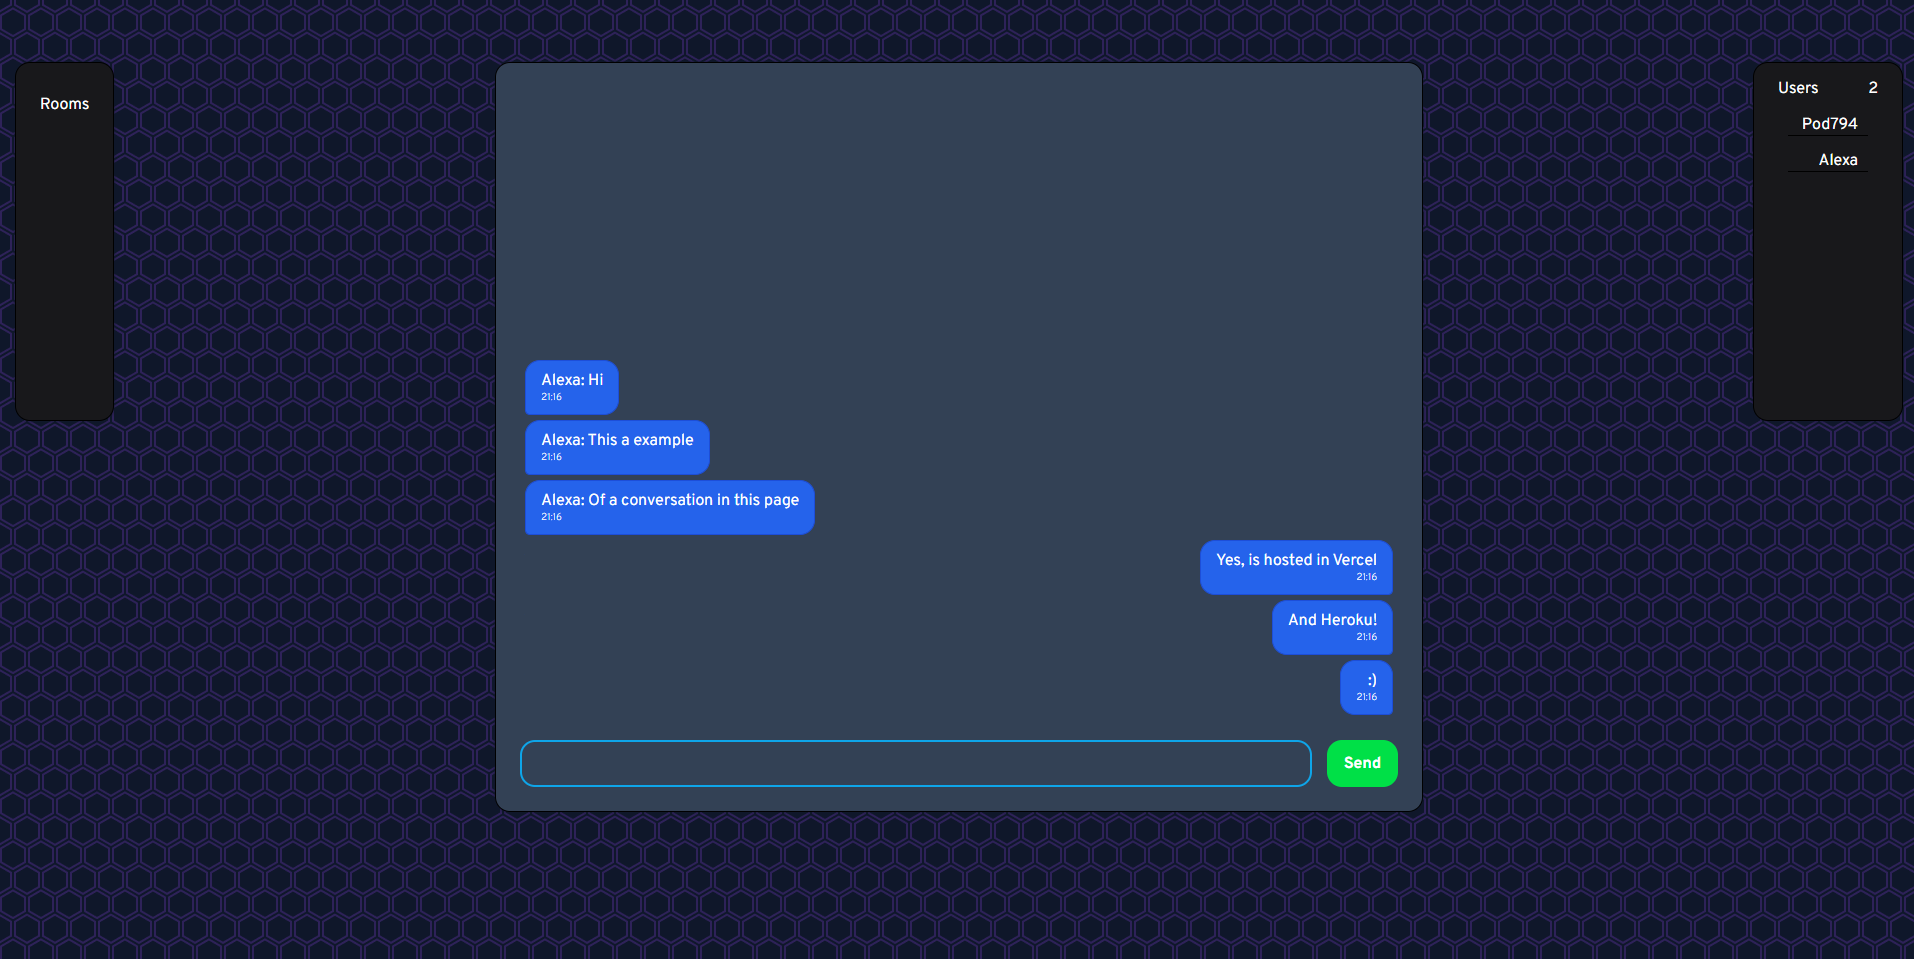 Rooms
Alexa: Hi
21:16
Alexa: This a example
21:16
Alexa: Of a conversation in this page
21:16
Yes, is hosted in Vercel
21:16
And Heroku!
21:16
:)
21:16
Send
Users 2
Pod794
Alexa